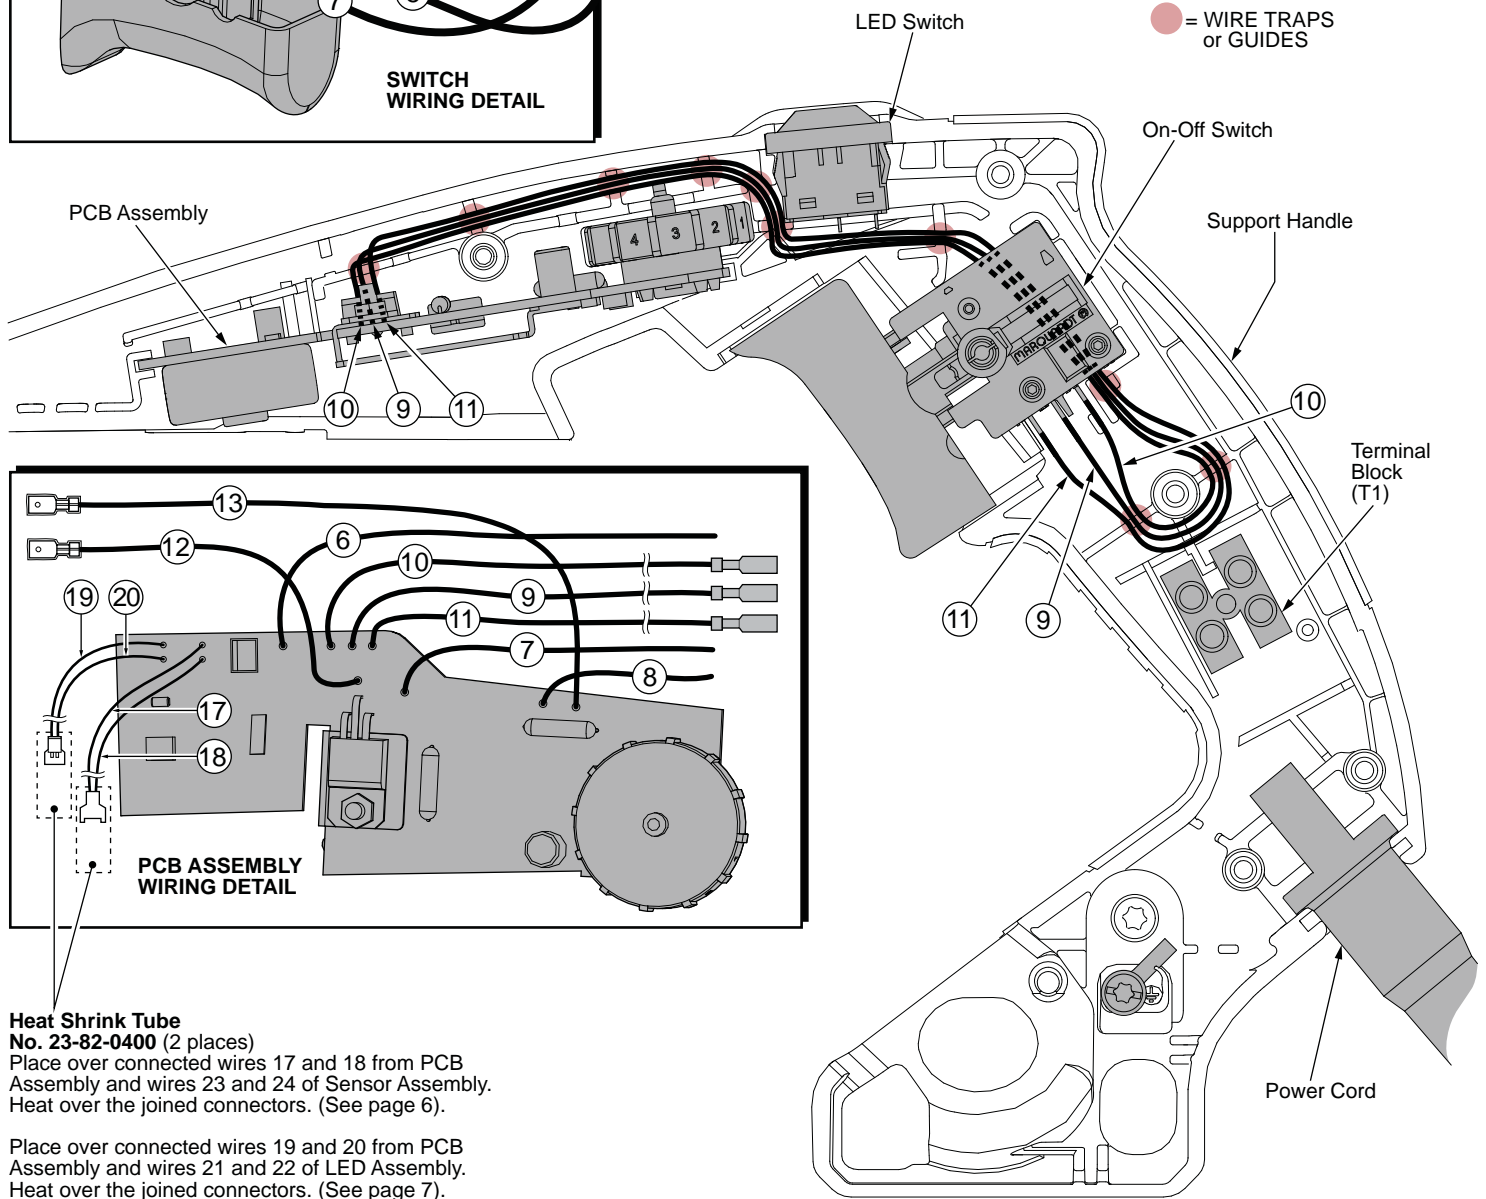 7
SWITCH
WIRING DETAIL
LED Switch
= WIRE TRAPS
or GUIDES
On-Off Switch
PCB Assembly
Support Handle
4 3 2 1
MARQUARDT
10 9 11
10
Terminal
Block
(T1)
11 9
13
12
6
10
9
11
7
8
19 20
17
18
PCB ASSEMBLY
WIRING DETAIL
Heat Shrink Tube
No. 23-82-0400 (2 places)
Place over connected wires 17 and 18 from PCB
Assembly and wires 23 and 24 of Sensor Assembly.
Heat over the joined connectors. (See page 6).
Place over connected wires 19 and 20 from PCB
Assembly and wires 21 and 22 of LED Assembly.
Heat over the joined connectors. (See page 7).
Power Cord